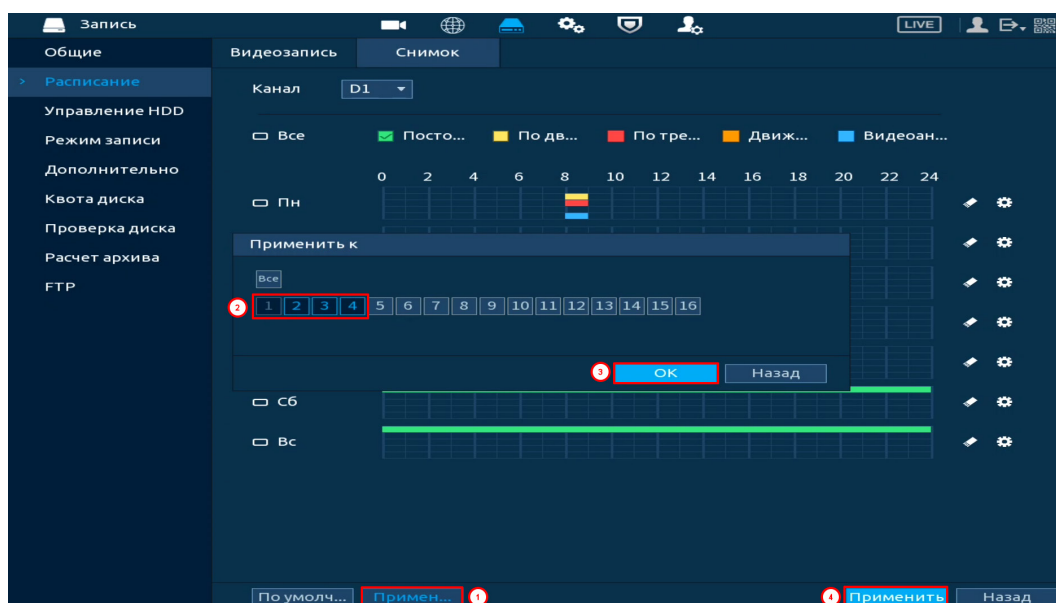 Запись LIVE
Общие Видеозапись Снимок
Расписание Канал D1
Управление HDD
Режим записи Все Посто... По дв... По тре... Движ... Видеоан...
Дополнительно
0 2 4 6 8 10 12 14 16 18 20 22 24
Квота диска Пн
Проверка диска
Применить к
Расчет архива
Все
FTP
2 1 2 3 4 5 6 7 8 9 10 11 12 13 14 15 16
3 OK Назад
Сб
Вс
По умолч... Примен... 1 4 Применить Назад